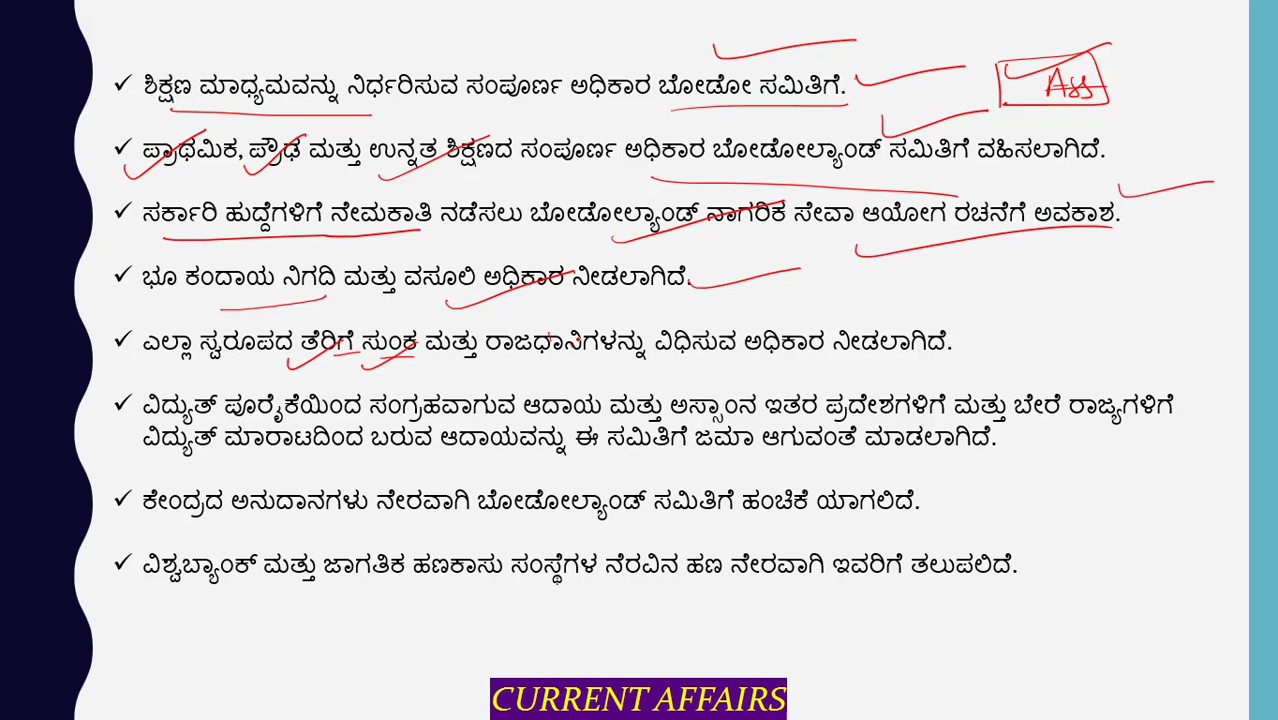 ಶಿಕ್ಷಣ ಮಾಧ್ಯಮವನ್ನು ನಿರ್ಧರಿಸುವ ಸಂಪೂರ್ಣ ಅಧಿಕಾರ ಬೋಡೋ ಸಮಿತಿಗೆ. Ass
ಪ್ರಾಥಮಿಕ, ಪ್ರೌಢ ಮತ್ತು ಉನ್ನತ ಶಿಕ್ಷಣದ ಸಂಪೂರ್ಣ ಅಧಿಕಾರ ಬೋಡೋಲ್ಯಾಂಡ್ ಸಮಿತಿಗೆ ವಹಿಸಲಾಗಿದೆ.
ಸರ್ಕಾರಿ ಹುದ್ದೆಗಳಿಗೆ ನೇಮಕಾತಿ ನಡೆಸಲು ಬೋಡೋಲ್ಯಾಂಡ್ ನಾಗರಿಕ ಸೇವಾ ಆಯೋಗ ರಚನೆಗೆ ಅವಕಾಶ.
ಭೂ ಕಂದಾಯ ನಿಗದಿ ಮತ್ತು ವಸೂಲಿ ಅಧಿಕಾರ ನೀಡಲಾಗಿದೆ.
ಎಲ್ಲಾ ಸ್ವರೂಪದ ತೆರಿಗೆ ಸುಂಕ ಮತ್ತು ರಾಜಧಾನಿಗಳನ್ನು ವಿಧಿಸುವ ಅಧಿಕಾರ ನೀಡಲಾಗಿದೆ.
ವಿದ್ಯುತ್ ಪೂರೈಕೆಯಿಂದ ಸಂಗ್ರಹವಾಗುವ ಆದಾಯ ಮತ್ತು ಅಸ್ಸಾಂನ ಇತರ ಪ್ರದೇಶಗಳಿಗೆ ಮತ್ತು ಬೇರೆ ರಾಜ್ಯಗಳಿಗೆ
ವಿದ್ಯುತ್ ಮಾರಾಟದಿಂದ ಬರುವ ಆದಾಯವನ್ನು ಈ ಸಮಿತಿಗೆ ಜಮಾ ಆಗುವಂತೆ ಮಾಡಲಾಗಿದೆ.
ಕೇಂದ್ರದ ಅನುದಾನಗಳು ನೇರವಾಗಿ ಬೋಡೋಲ್ಯಾಂಡ್ ಸಮಿತಿಗೆ ಹಂಚಿಕೆ ಯಾಗಲಿದೆ.
ವಿಶ್ವಬ್ಯಾಂಕ್ ಮತ್ತು ಜಾಗತಿಕ ಹಣಕಾಸು ಸಂಸ್ಥೆಗಳ ನೆರವಿನ ಹಣ ನೇರವಾಗಿ ಇವರಿಗೆ ತಲುಪಲಿದೆ.
CURRENT AFFAIRS